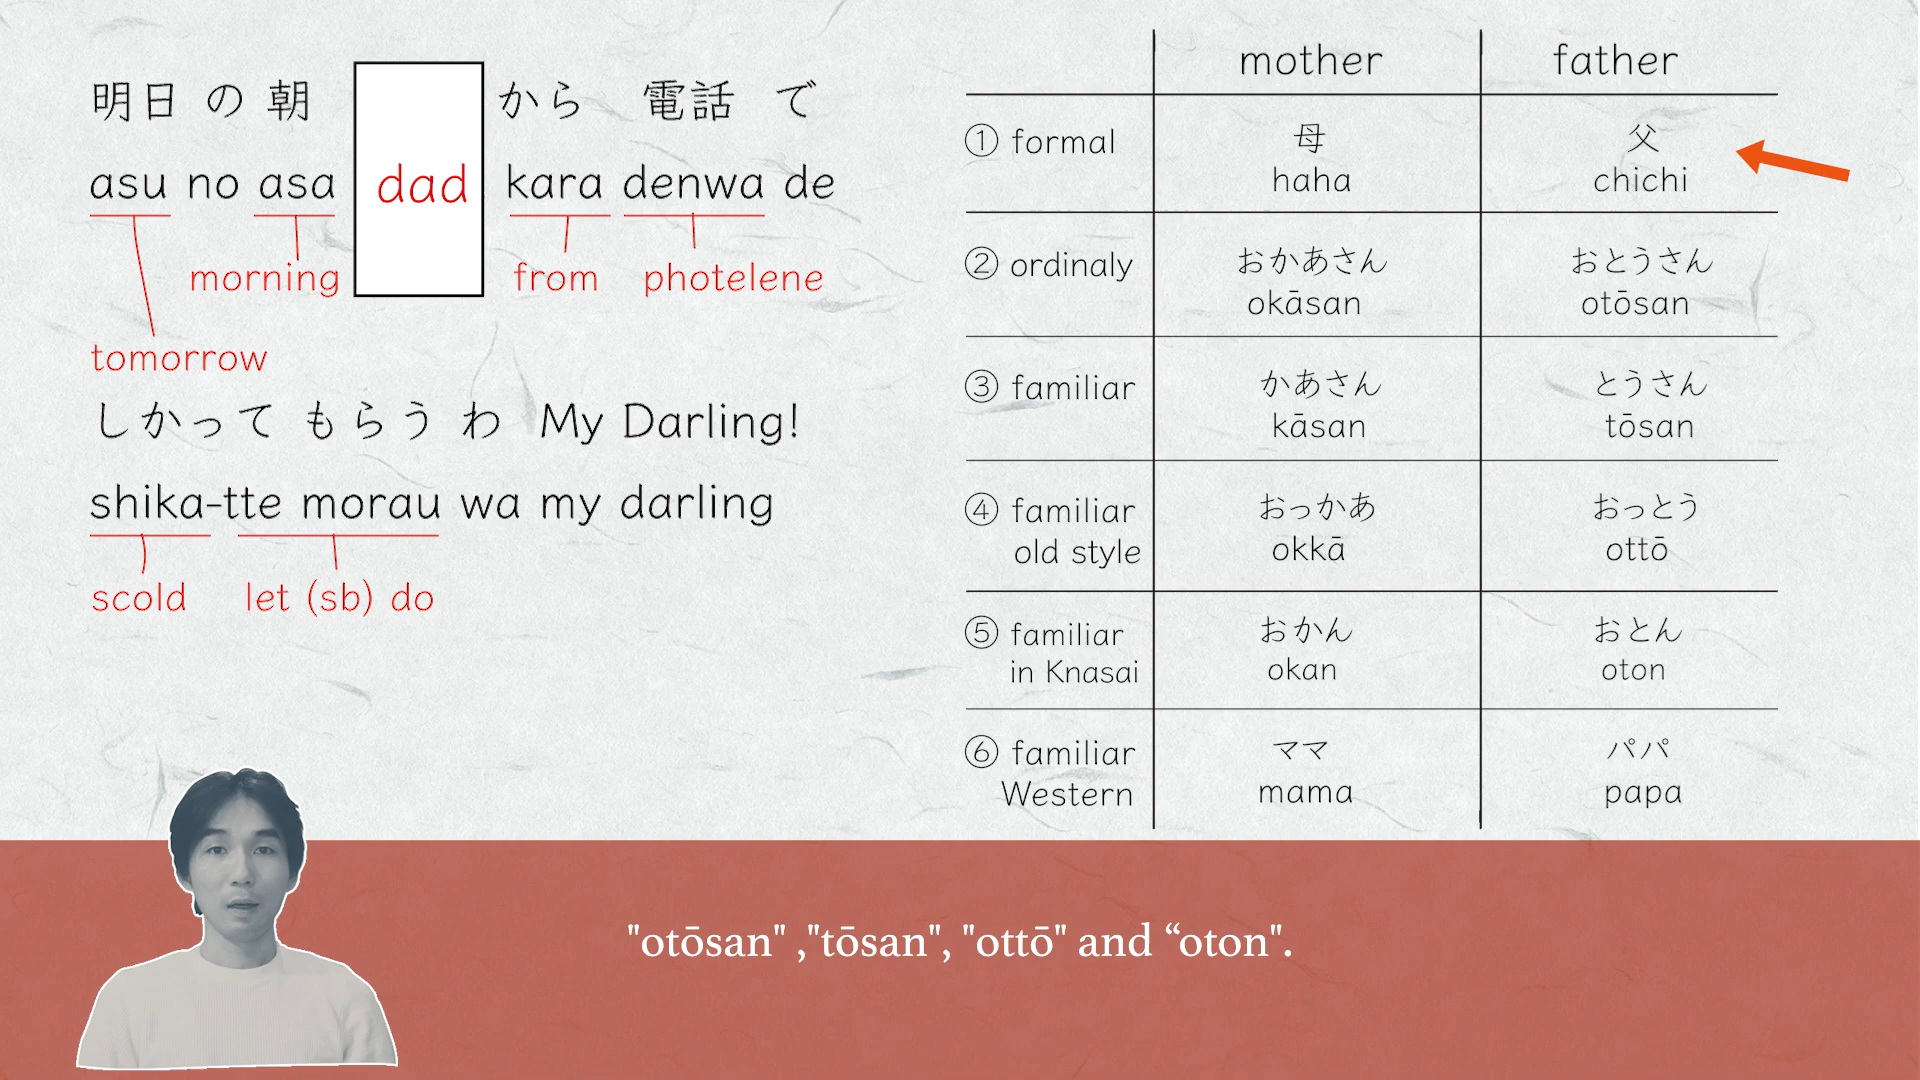 明日 の 朝 から 電話 で
asu no asa dad kara denwa de
morning from photelene
tomorrow
しかって もらう わ My Darling!
shika-tte morau wa my darling
scold let (sb) do
mother father
① formal 母 父
haha chichi
② ordinaly おかあさん おとうさん
okāsan otōsan
③ familiar かあさん とうさん
kāsan tōsan
④ familiar おっかあ おっとう
old style okkā ottō
⑤ familiar おかん おとん
in Knasai okan oton
⑥ familiar ママ パパ
Western mama papa
"otōsan" ,"tōsan", "ottō" and “oton".